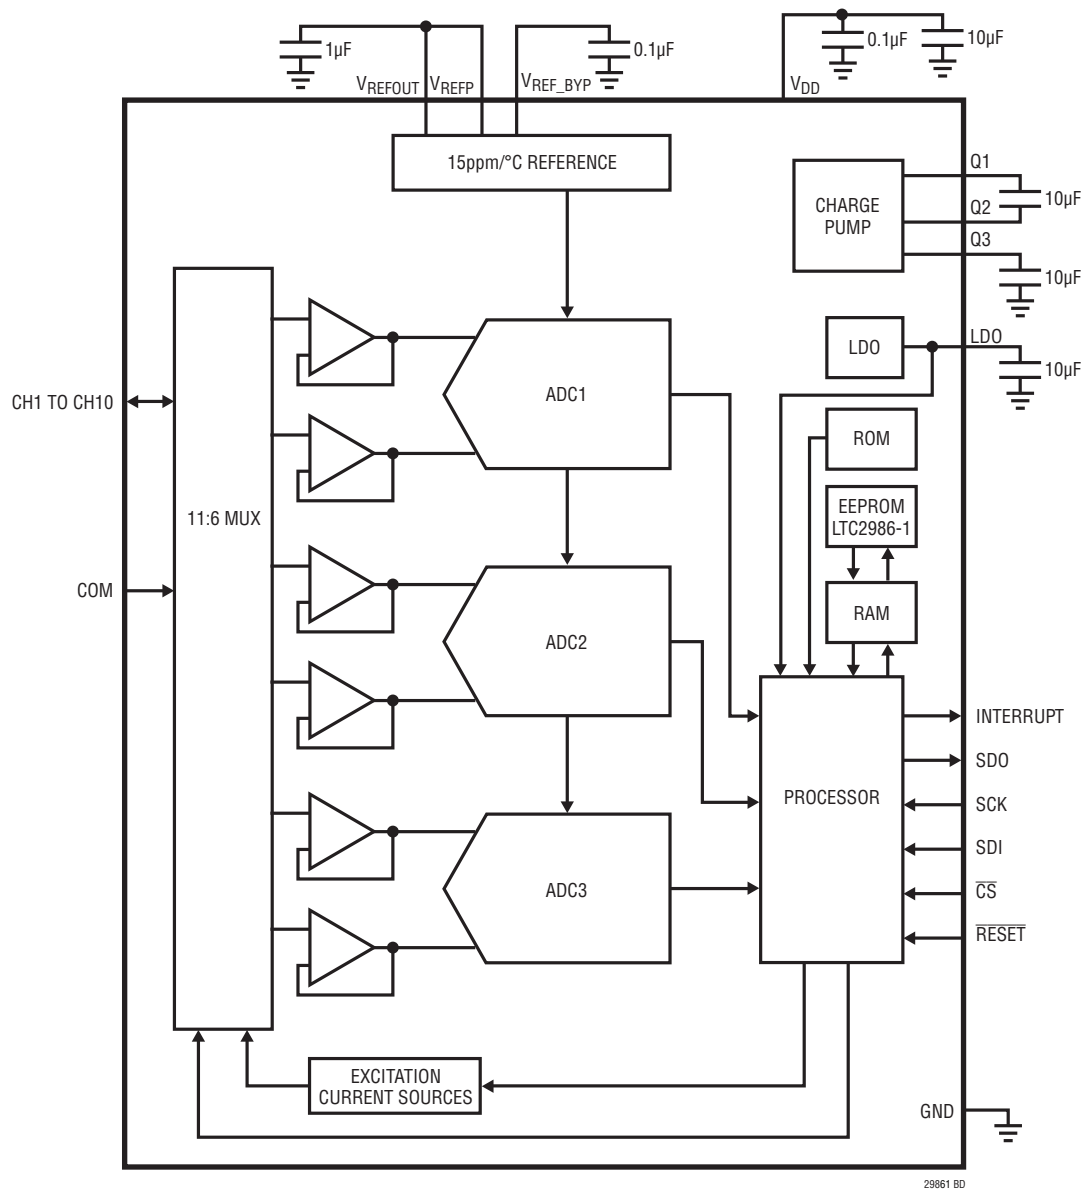 1µF
0.1µF
0.1µF
10µF
VREFOUT
VREFP
VREF_BYP
VDD
15ppm/°C REFERENCE
CHARGE
PUMP
Q1
Q2
10µF
Q3
10µF
LDO
LDO
10µF
ADC1
CH1 TO CH10
ROM
EEPROM
LTC2986-1
11:6 MUX
COM
RAM
ADC2
INTERRUPT
SDO
PROCESSOR
SCK
SDI
ADC3
CS
RESET
EXCITATION
CURRENT SOURCES
GND
29861 BD